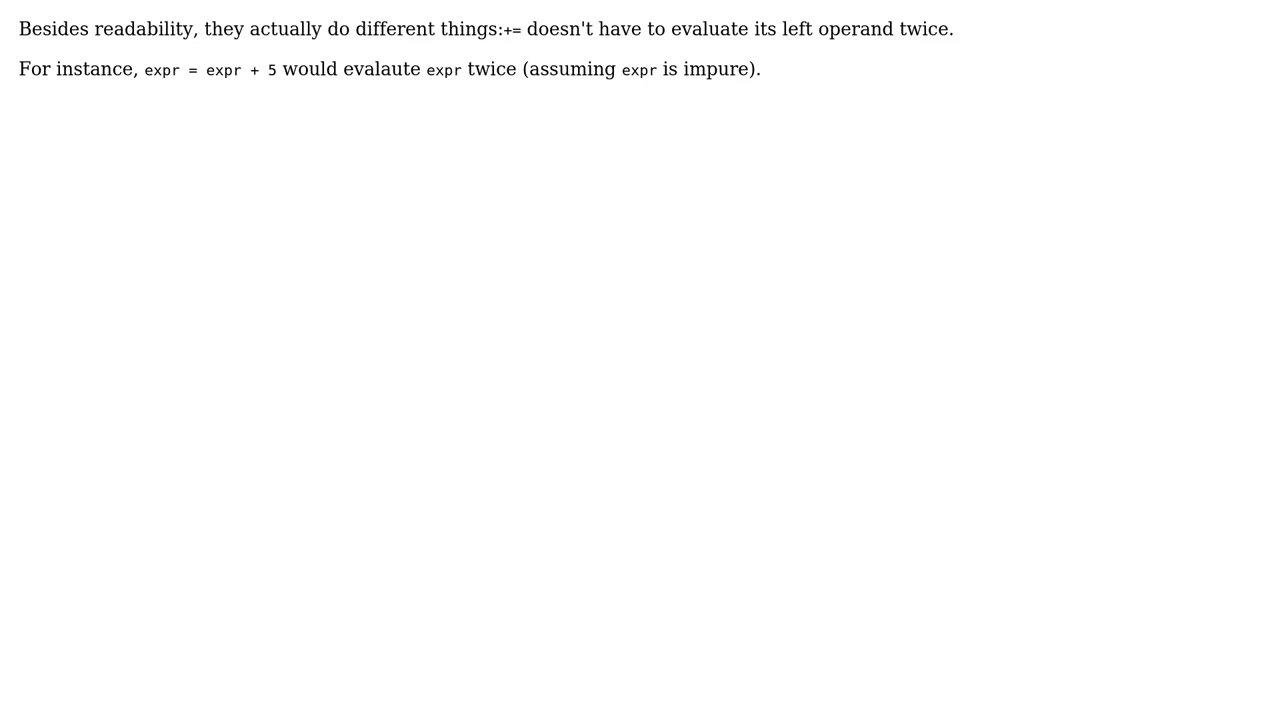 Besides readability, they actually do different things:+= doesn't have to evaluate its left operand twice.
For instance, expr = expr + 5 would evalaute expr twice (assuming expr is impure).